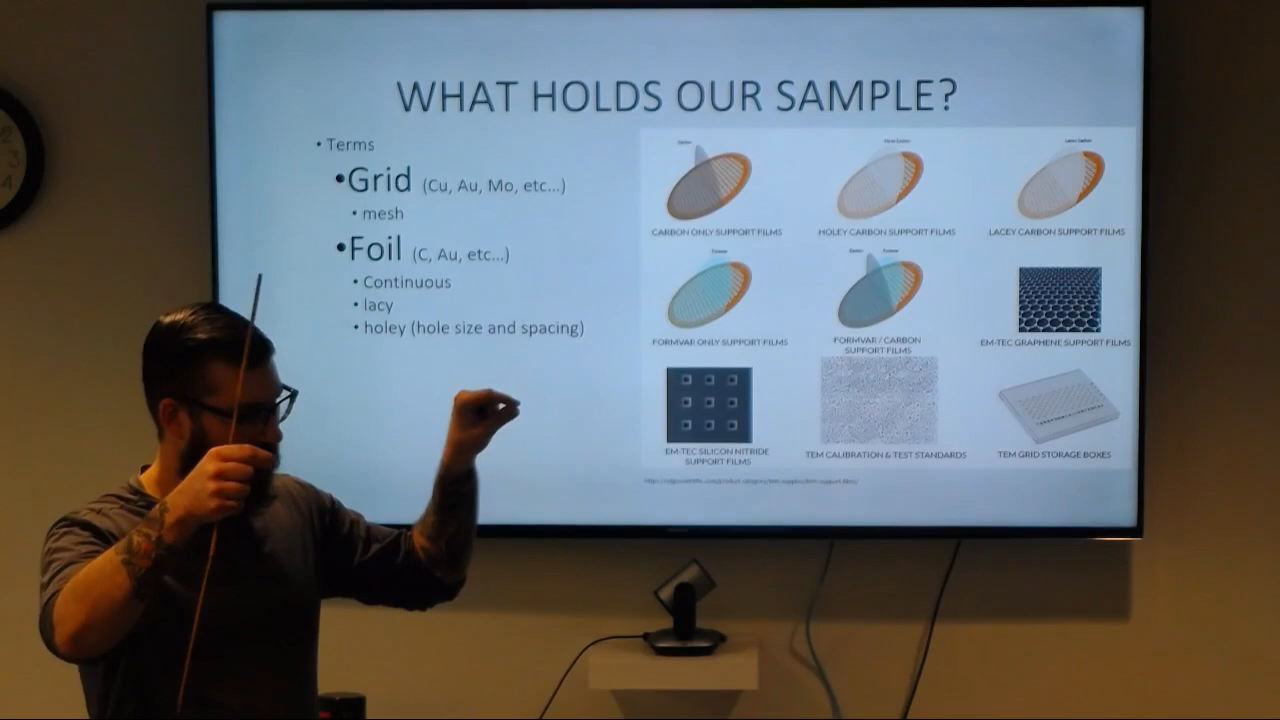 WHAT HOLDS OUR SAMPLE?
• Terms
•Grid (Cu, Au, Mo, etc...)
• mesh
•Foil (C, Au, etc...)
• Continuous
• lacy
• holey (hole size and spacing)
CARBON ONLY SUPPORT FILMS
HOLEY CARBON SUPPORT FILMS
LACEY CARBON SUPPORT FILMS
FORMVAR ONLY SUPPORT FILMS
FORMVAR / CARBON
SUPPORT FILMS
EM-TEC GRAPHENE SUPPORT FILMS
EM-TEC SILICON NITRIDE
SUPPORT FILMS
TEM CALIBRATION & TEST STANDARDS
TEM GRID STORAGE BOXES
2
3
4